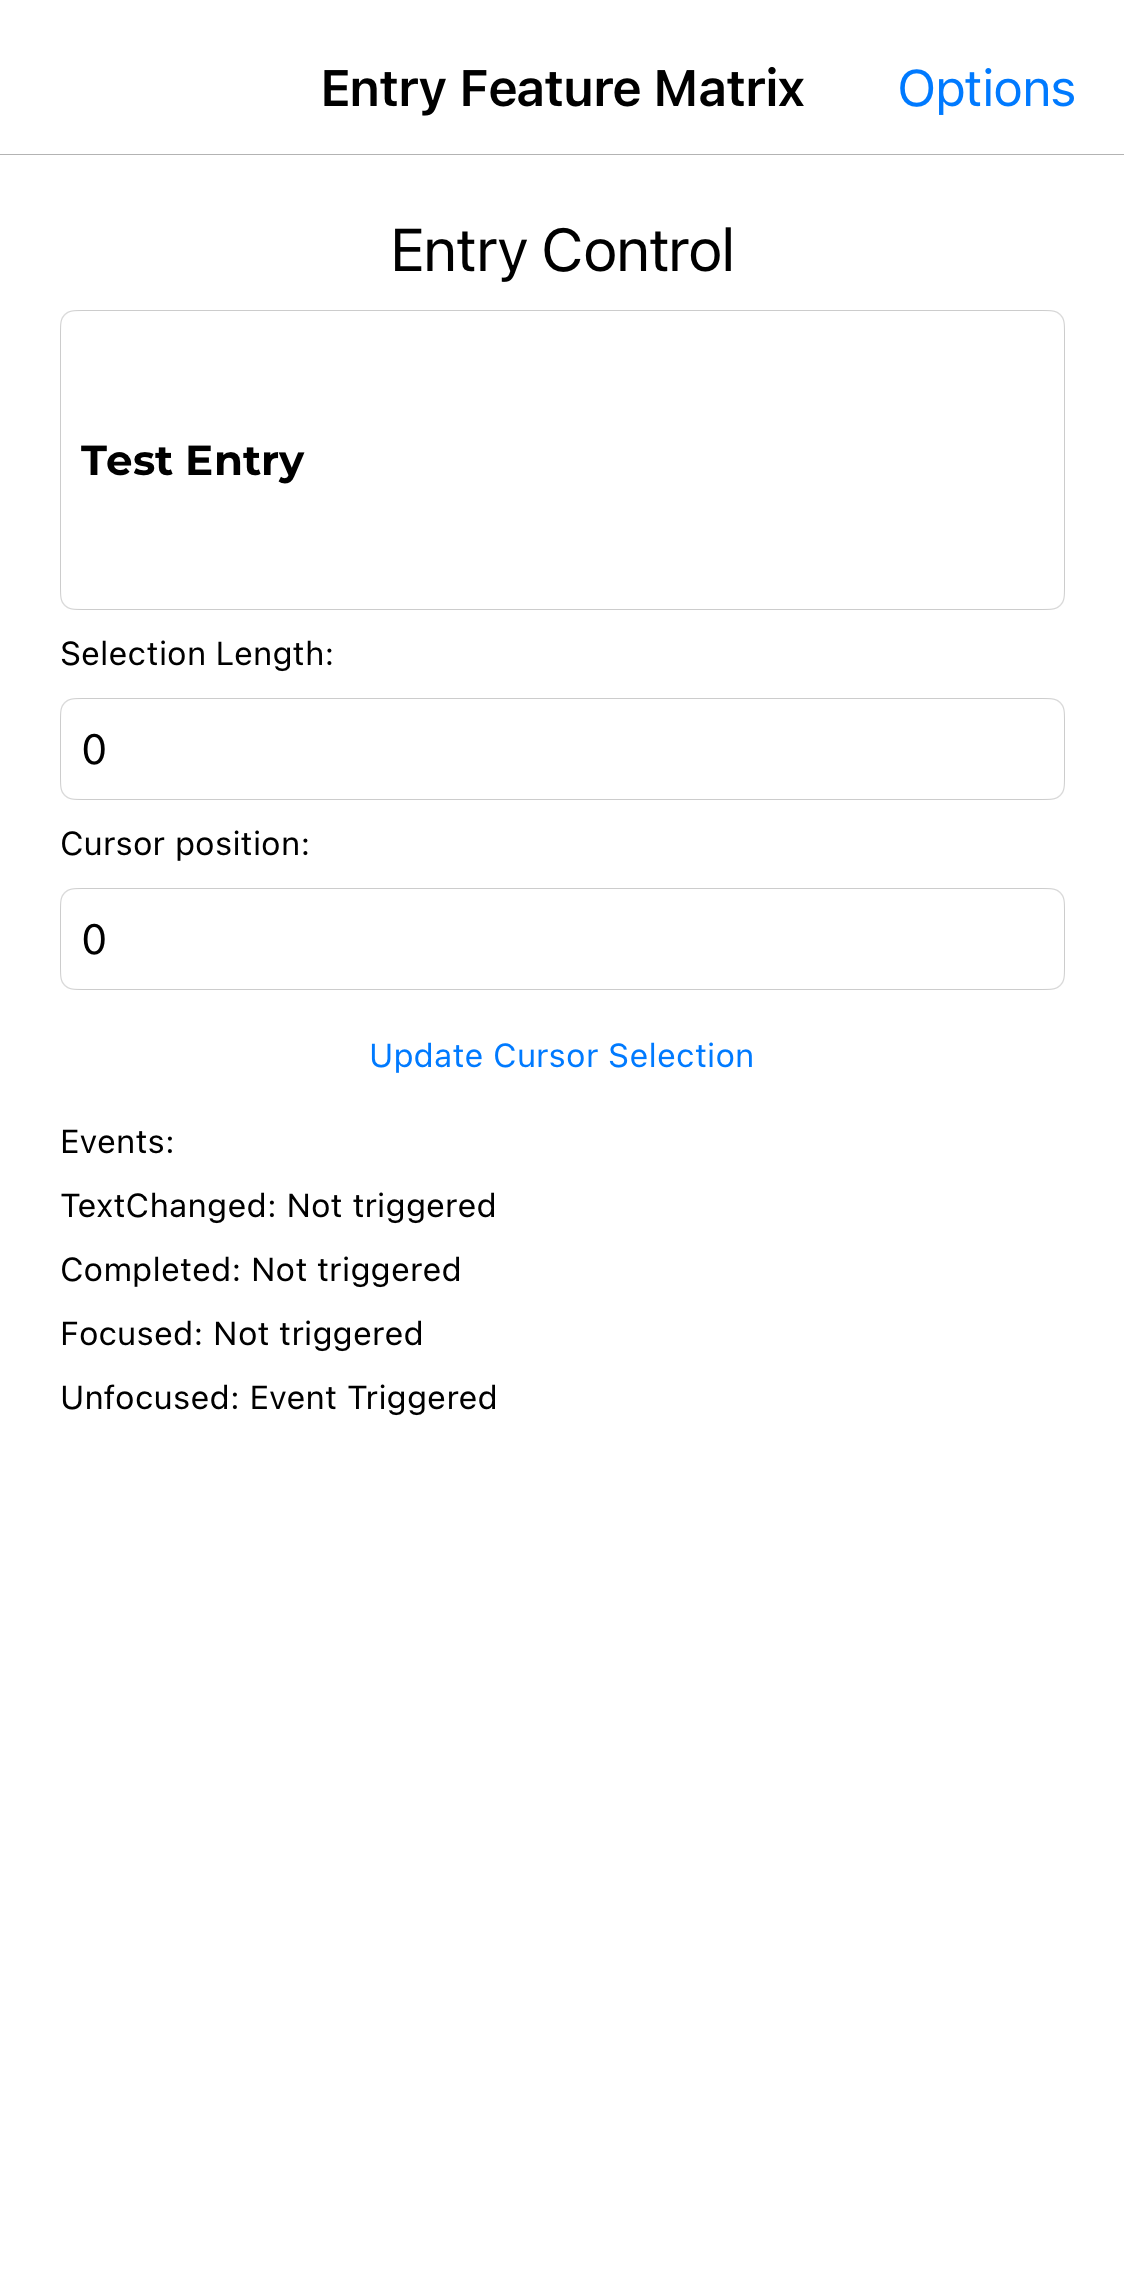 Entry Feature Matrix Options
Entry Control
Test Entry
Selection Length:
0
Cursor position:
0
Update Cursor Selection
Events:
TextChanged: Not triggered
Completed: Not triggered
Focused: Not triggered
Unfocused: Event Triggered